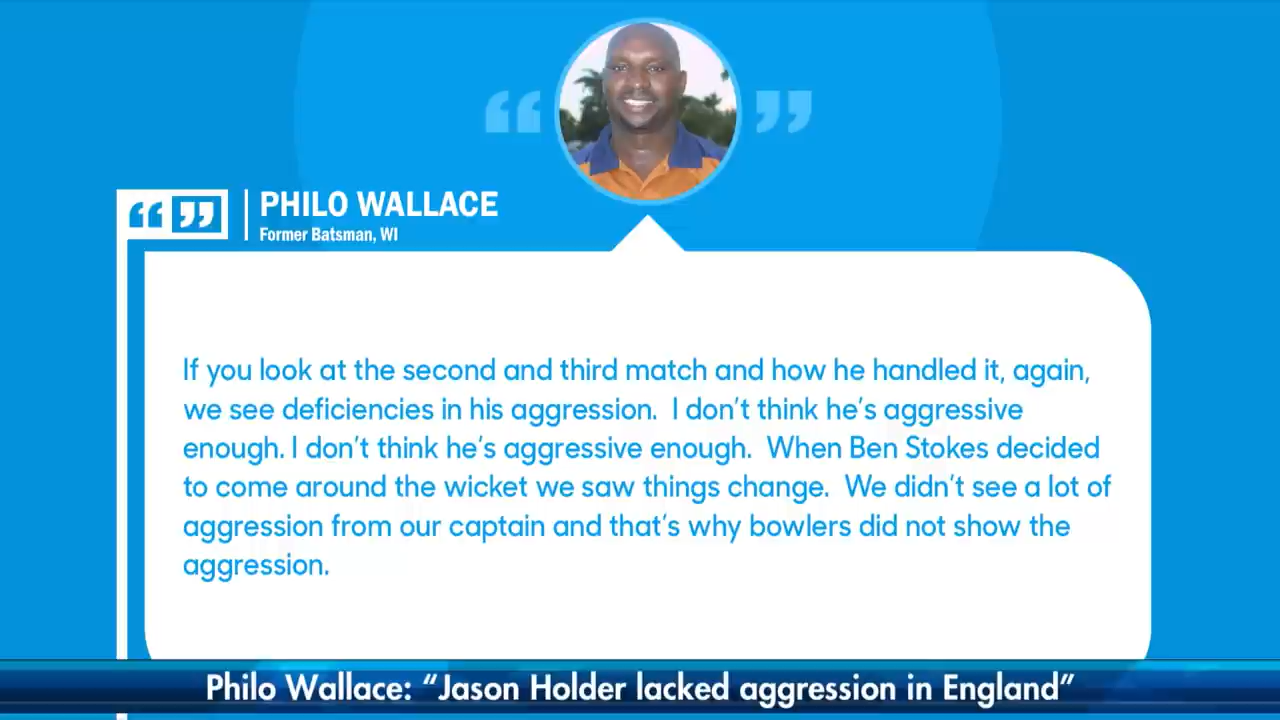 PHILO WALLACE
Former Batsman, WI
If you look at the second and third match and how he handled it, again,
we see deficiencies in his aggression.  I don't think he's aggressive
enough. I don't think he's aggressive enough.  When Ben Stokes decided
to come around the wicket we saw things change.  We didn't see a lot of
aggression from our captain and that's why bowlers did not show the
aggression.
Philo Wallace: “Jason Holder lacked aggression in England”